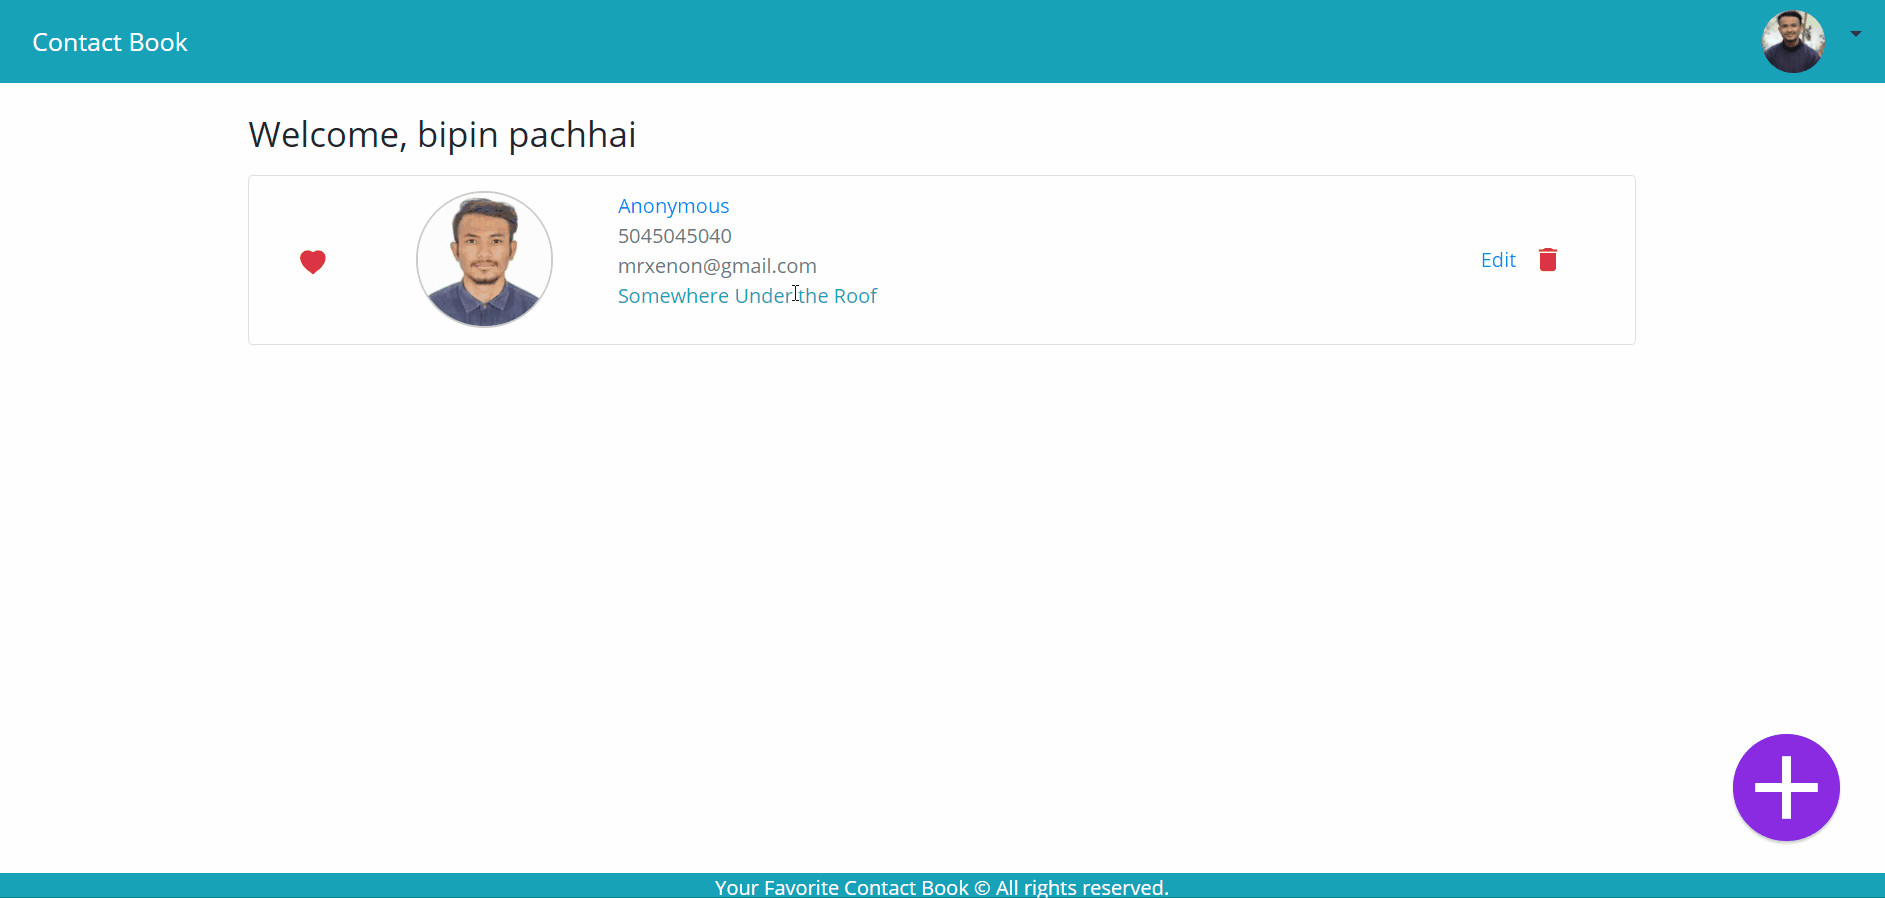 Contact Book
Welcome, bipin pachhai
Anonymous
5045045040
mrxenon@gmail.com
Somewhere Under the Roof
Edit
Your Favorite Contact Book © All rights reserved.